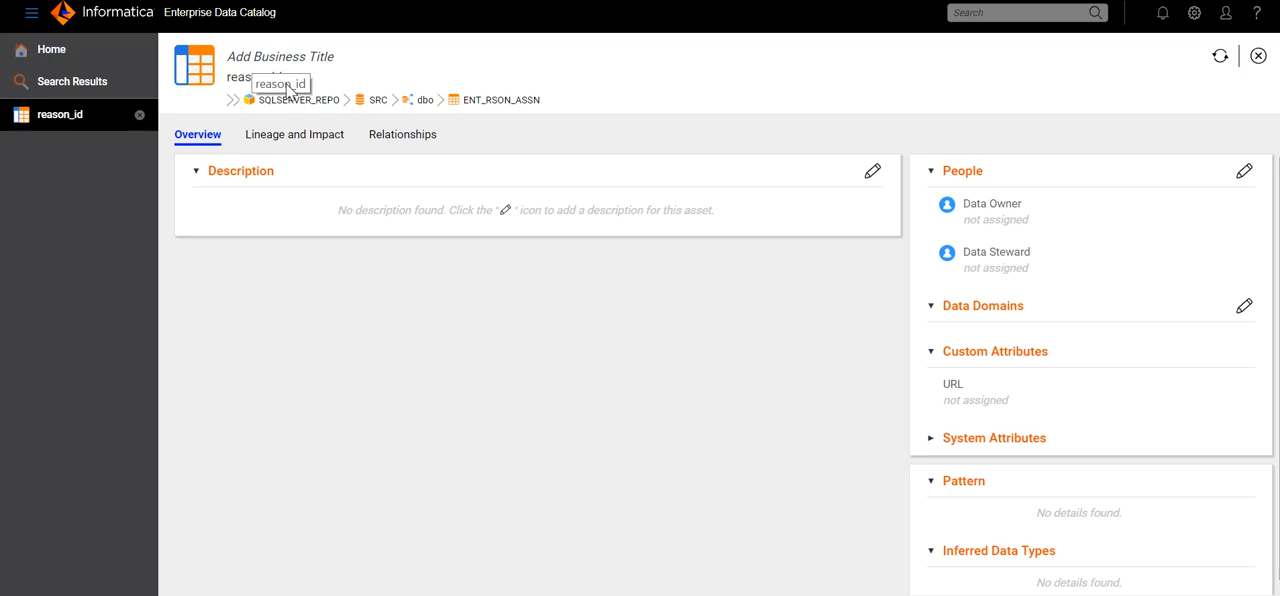 Informatica Enterprise Data Catalog
Search
Home
Search Results
reason_id
Add Business Title
reason_id
SQLSERVER_REPO SRC dbo ENT_RSON_ASSN
Overview Lineage and Impact Relationships
Description
No description found. Click the " " icon to add a description for this asset.
People
Data Owner
not assigned
Data Steward
not assigned
Data Domains
Custom Attributes
URL
not assigned
System Attributes
Pattern
No details found.
Inferred Data Types
No details found.